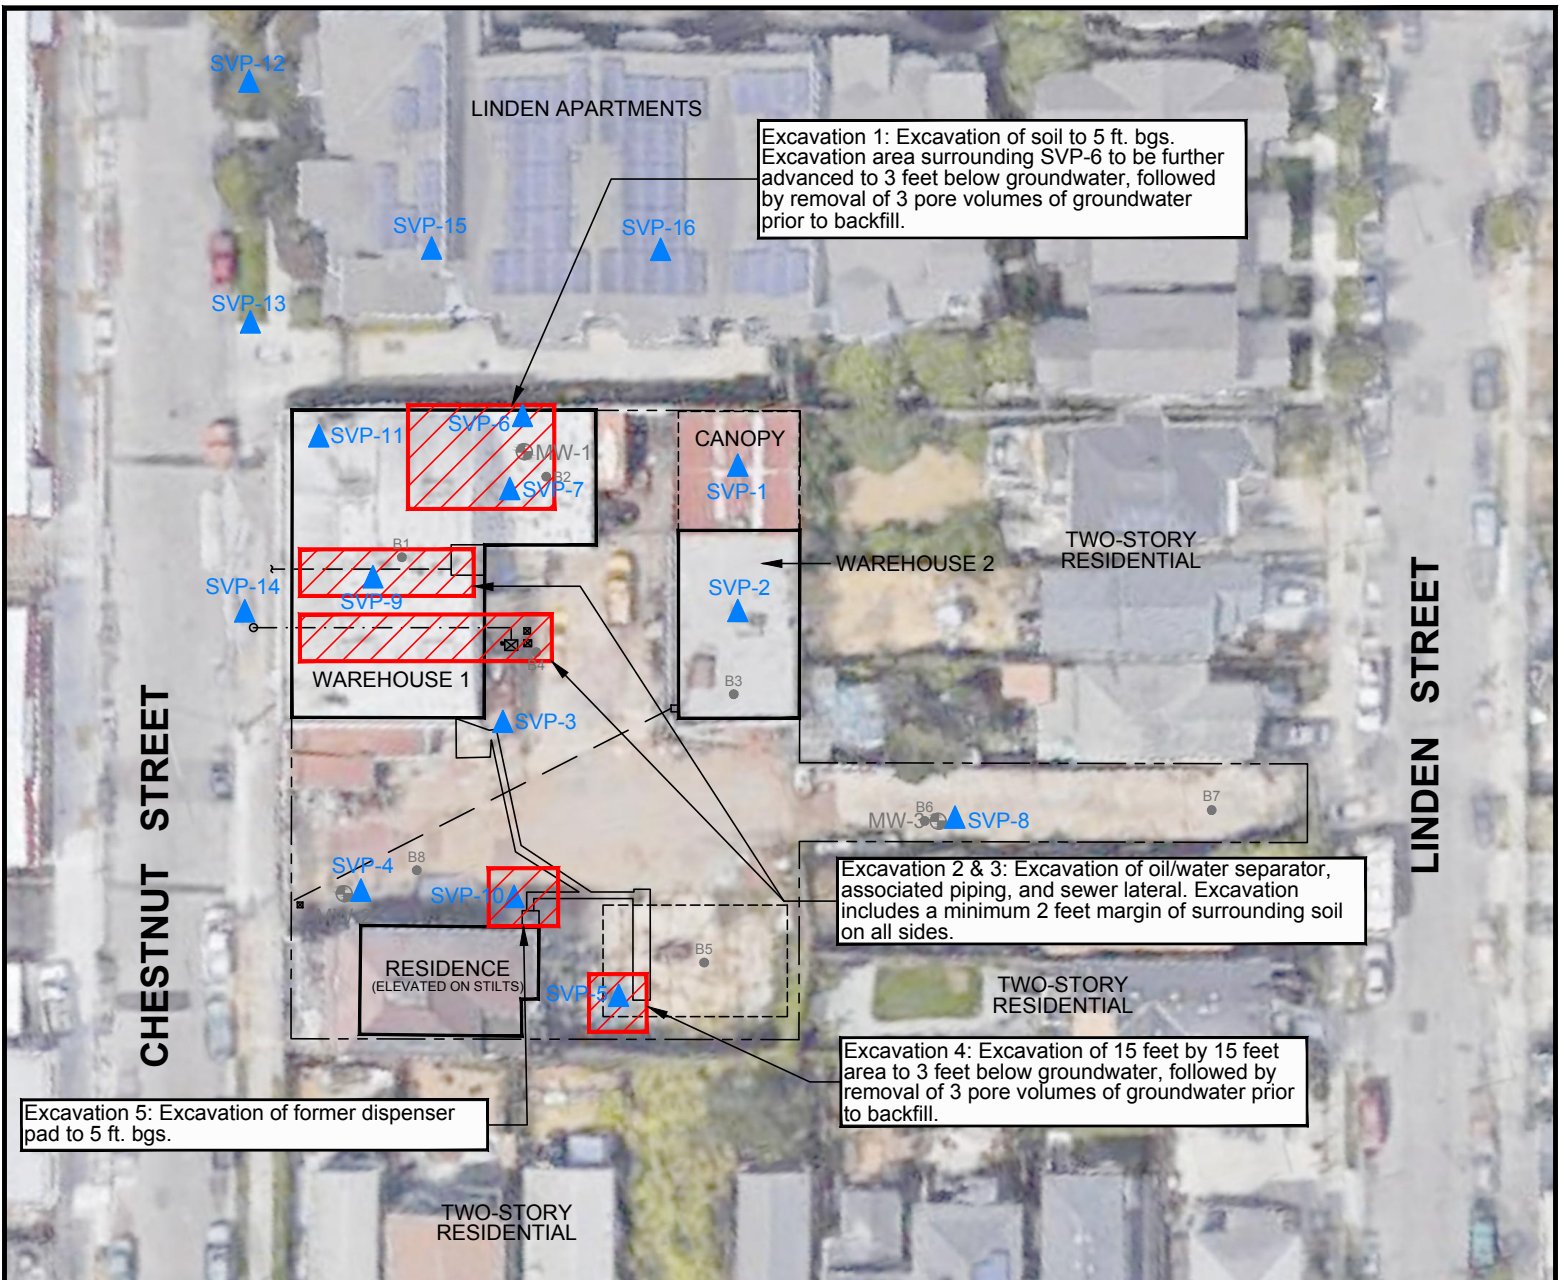 SVP-12
LINDEN APARTMENTS
Excavation 1: Excavation of soil to 5 ft. bgs.
Excavation area surrounding SVP-6 to be further
advanced to 3 feet below groundwater, followed
by removal of 3 pore volumes of groundwater
prior to backfill.
SVP-15
SVP-16
SVP-13
SVP-6
SVP-11
MW-1
B2
SVP-7
CANOPY
SVP-1
TWO-STORY
RESIDENTIAL
B1
SVP-9
SVP-14
WAREHOUSE 2
SVP-2
B4
B3
WAREHOUSE 1
SVP-3
CHESTNUT STREET
LINDEN STREET
B6
MW-3
SVP-8
B7
SVP-4
B8
SVP-10
Excavation 2 & 3: Excavation of oil/water separator,
associated piping, and sewer lateral. Excavation
includes a minimum 2 feet margin of surrounding soil
on all sides.
RESIDENCE
(ELEVATED ON STILTS)
B5
SVP-5
TWO-STORY
RESIDENTIAL
Excavation 4: Excavation of 15 feet by 15 feet
area to 3 feet below groundwater, followed by
removal of 3 pore volumes of groundwater prior
to backfill.
Excavation 5: Excavation of former dispenser
pad to 5 ft. bgs.
TWO-STORY
RESIDENTIAL